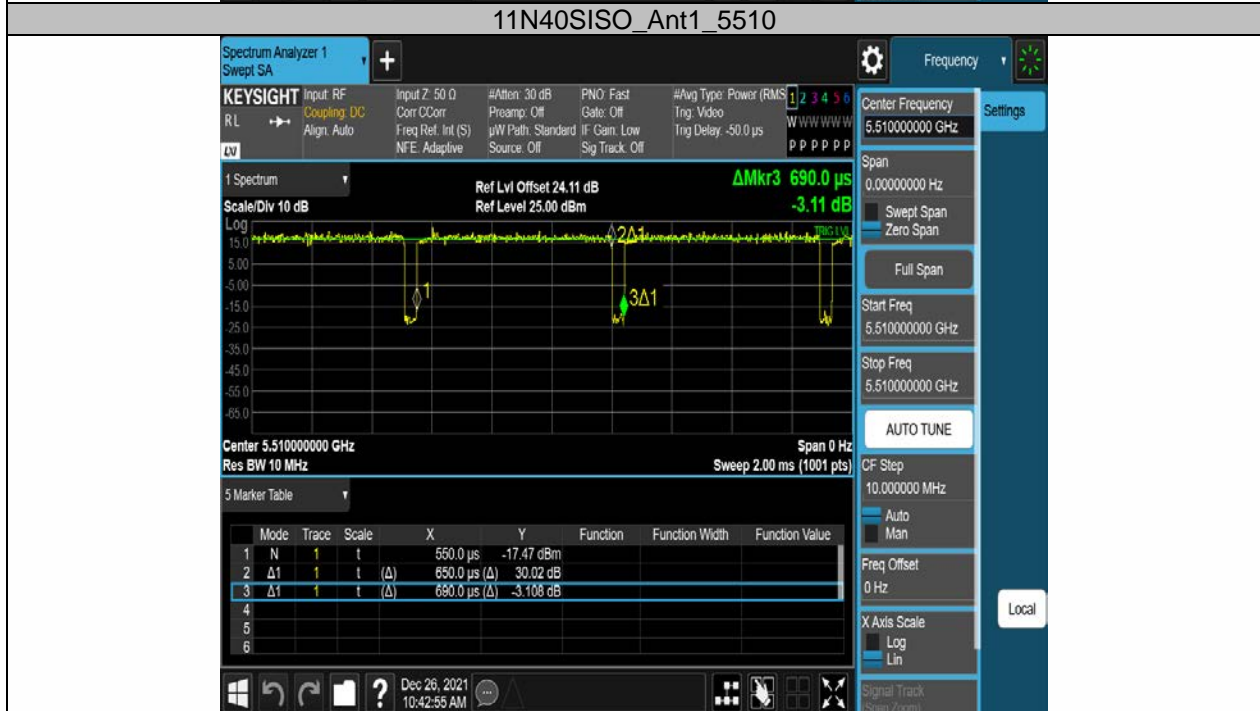 11N40SISO_Ant1_5510
Spectrum Analyzer 1
Swept SA
+
Frequency
KEYSIGHT
RL
LXI
Input: RF
Coupling: DC
Align: Auto
Input Z: 50 Ω
Corr CCorr
Freq Ref: Int (S)
NFE: Adaptive
#Atten: 30 dB
Preamp: Off
µW Path: Standard
Source: Off
PNO: Fast
Gate: Off
IF Gain: Low
Sig Track: Off
#Avg Type: Power (RMS
Trig: Video
Trig Delay: -50.0 µs
1 2 3 4 5 6
W W W W W W
P P P P P P
1 Spectrum
Scale/Div 10 dB
Ref Lvl Offset 24.11 dB
Ref Level 25.00 dBm
ΔMkr3 690.0 µs
-3.11 dB
Log
15.0
5.00
-5.00
-15.0
-25.0
-35.0
-45.0
-55.0
-65.0
TRIG LVL
2Δ1
1
3Δ1
Center 5.510000000 GHz
Span 0 Hz
Res BW 10 MHz
Sweep 2.00 ms (1001 pts)
5 Marker Table
Mode Trace Scale X Y Function Function Width Function Value
1 N 1 t 550.0 µs -17.47 dBm
2 Δ1 1 t (Δ) 650.0 µs (Δ) 30.02 dB
3 Δ1 1 t (Δ) 690.0 µs (Δ) -3.108 dB
4
5
6
Center Frequency
5.510000000 GHz
Settings
Span
0.00000000 Hz
Swept Span
Zero Span
Full Span
Start Freq
5.510000000 GHz
Stop Freq
5.510000000 GHz
AUTO TUNE
CF Step
10.000000 MHz
Auto
Man
Freq Offset
0 Hz
X Axis Scale
Log
Lin
Local
Signal Track
(Span Zoom)
?
Dec 26, 2021
10:42:55 AM